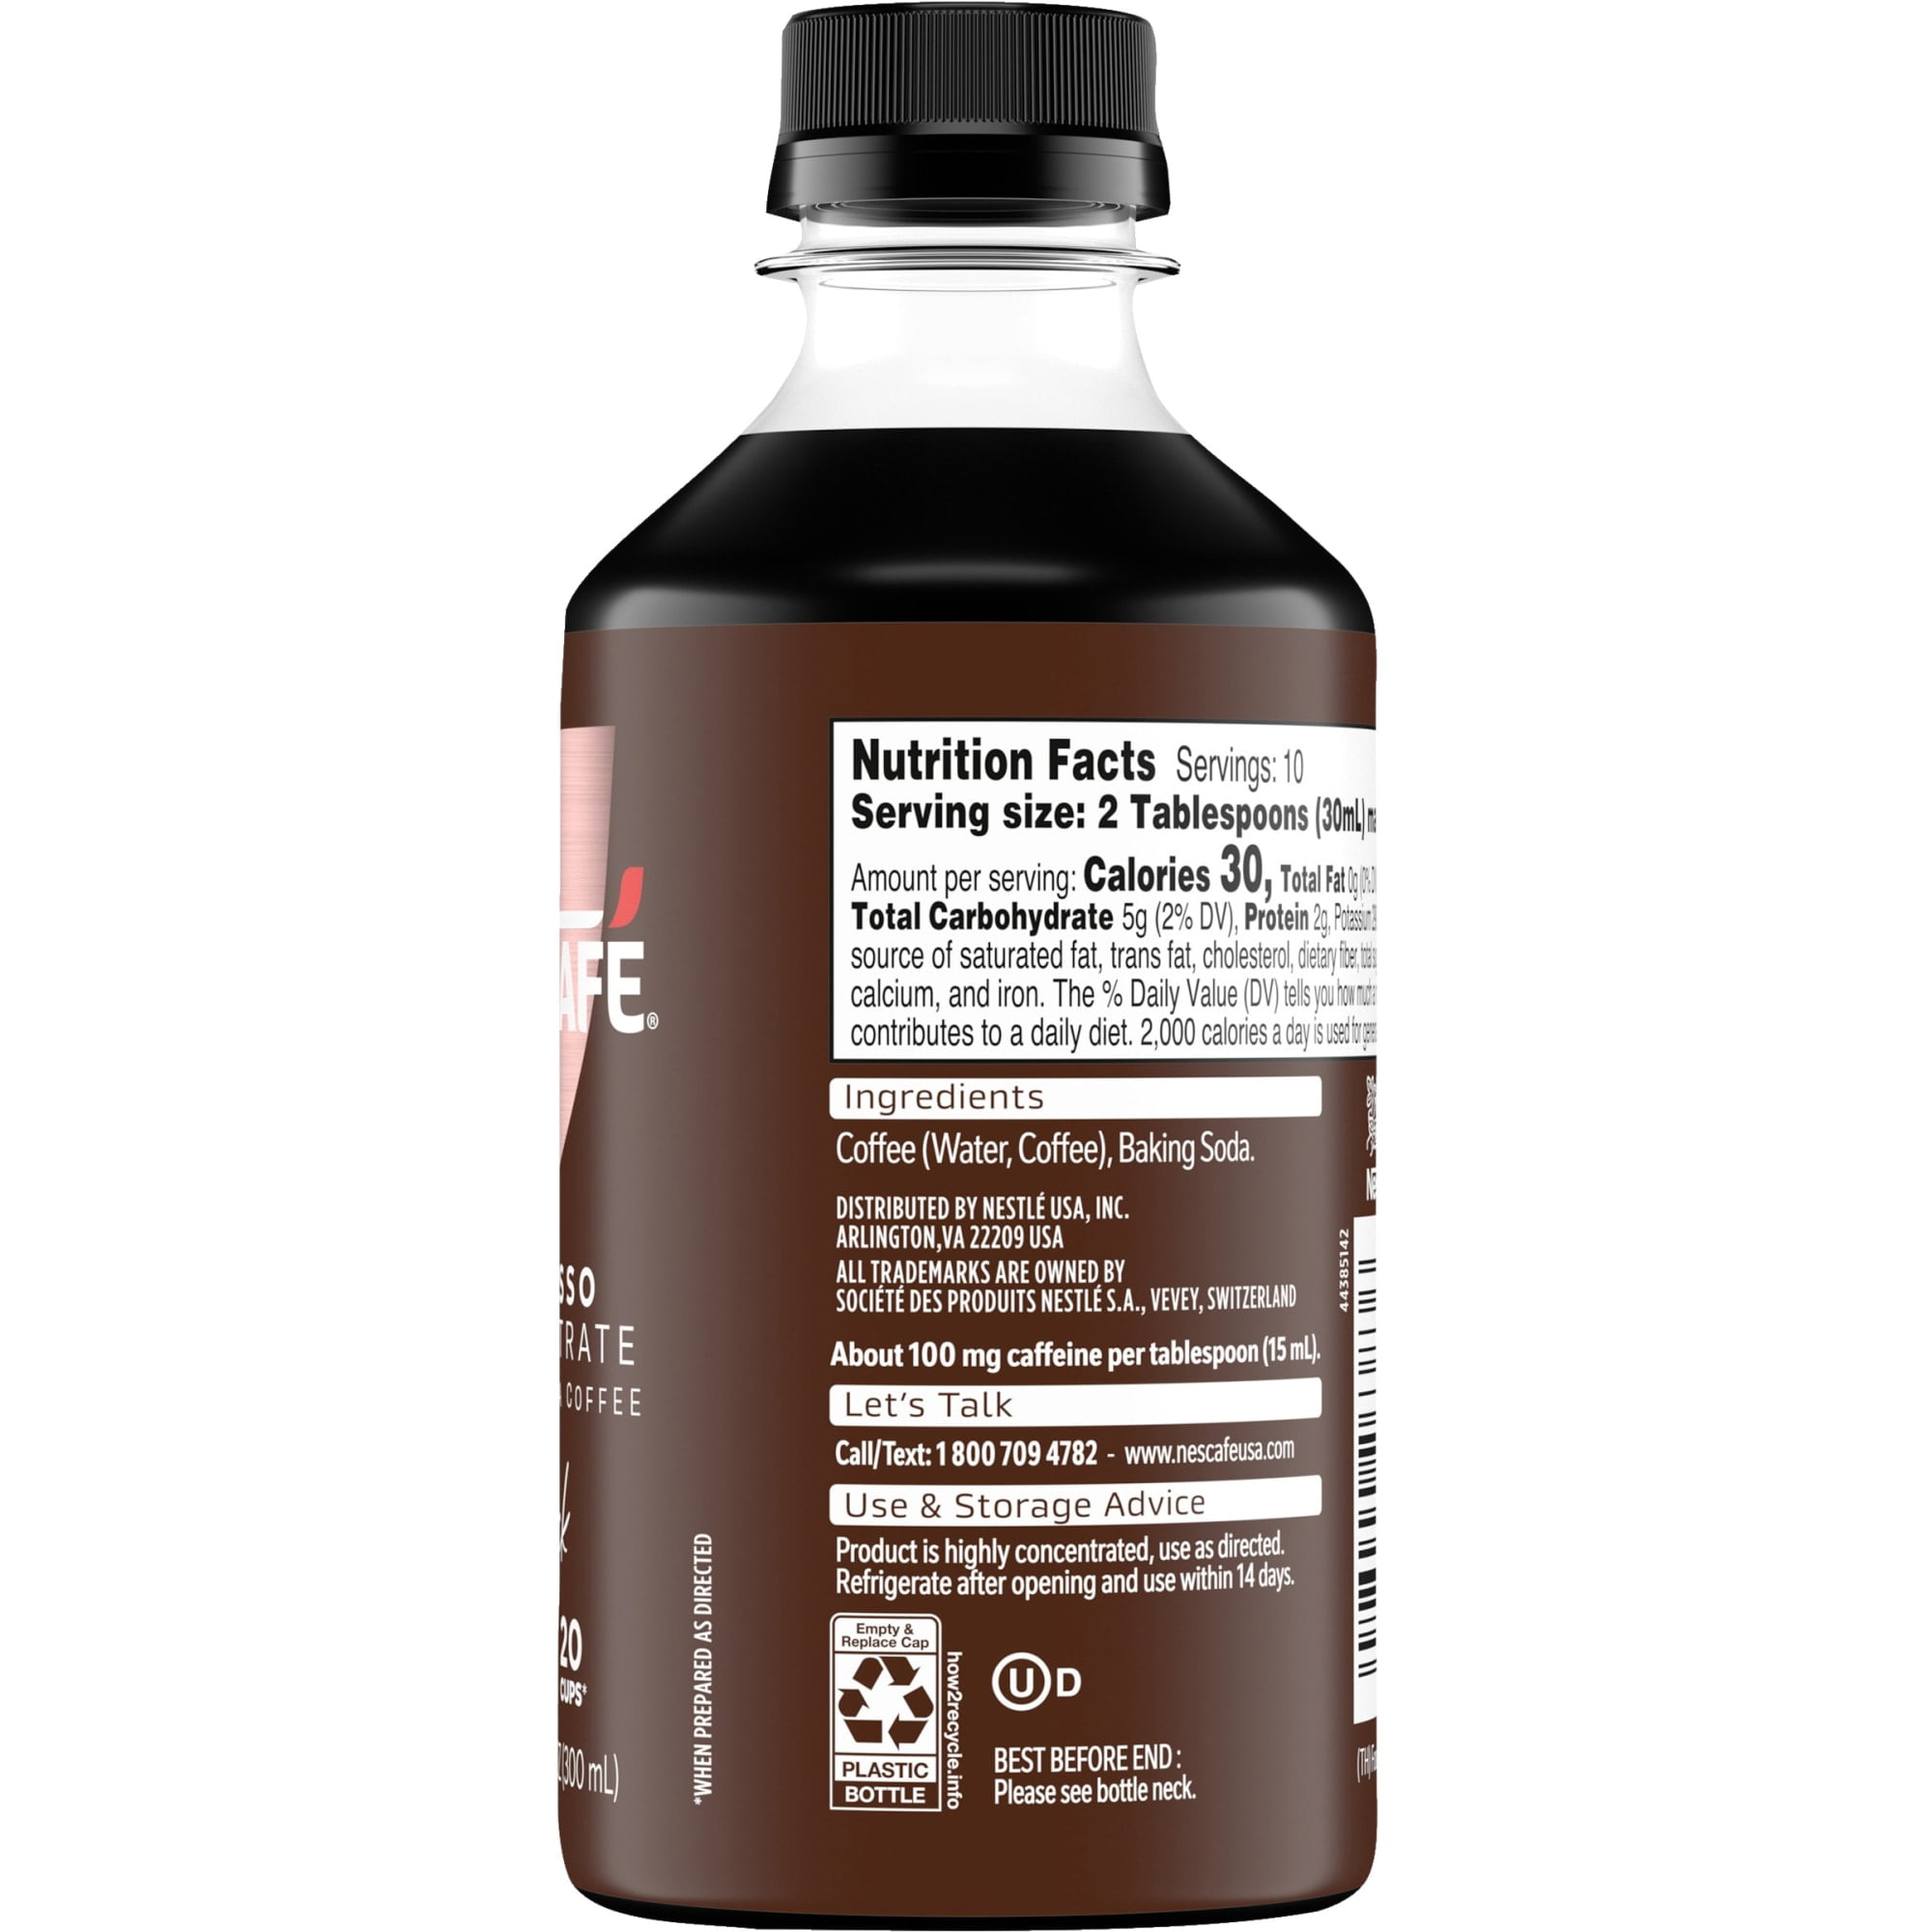 Nutrition Facts Servings: 10
Serving size: 2 Tablespoons (30mL)
Amount per serving: Calories 30, Total Fat 0g (0%
Total Carbohydrate 5g (2% DV), Protein 2g, Potassium
source of saturated fat, trans fat, cholesterol, dietary fiber, total
calcium, and iron. The % Daily Value (DV) tells you how much
contributes to a daily diet. 2,000 calories a day is used for
Ingredients
Coffee (Water, Coffee), Baking Soda.
DISTRIBUTED BY NESTLÉ USA, INC.
ARLINGTON,VA 22209 USA
ALL TRADEMARKS ARE OWNED BY
SOCIÉTÉ DES PRODUITS NESTLÉ S.A., VEVEY, SWITZERLAND
About 100 mg caffeine per tablespoon (15 mL).
Let's Talk
Call/Text: 1 800 709 4782 - www.nescafeusa.com
Use & Storage Advice
Product is highly concentrated, use as directed.
Refrigerate after opening and use within 14 days.
Empty &
Replace Cap
PLASTIC
BOTTLE
how2recycle.info
U D
BEST BEFORE END :
Please see bottle neck.
AFÉ®
SSO
TRATE
COFFEE
20
CUPS*
(300 mL)
*WHEN PREPARED AS DIRECTED
44385142